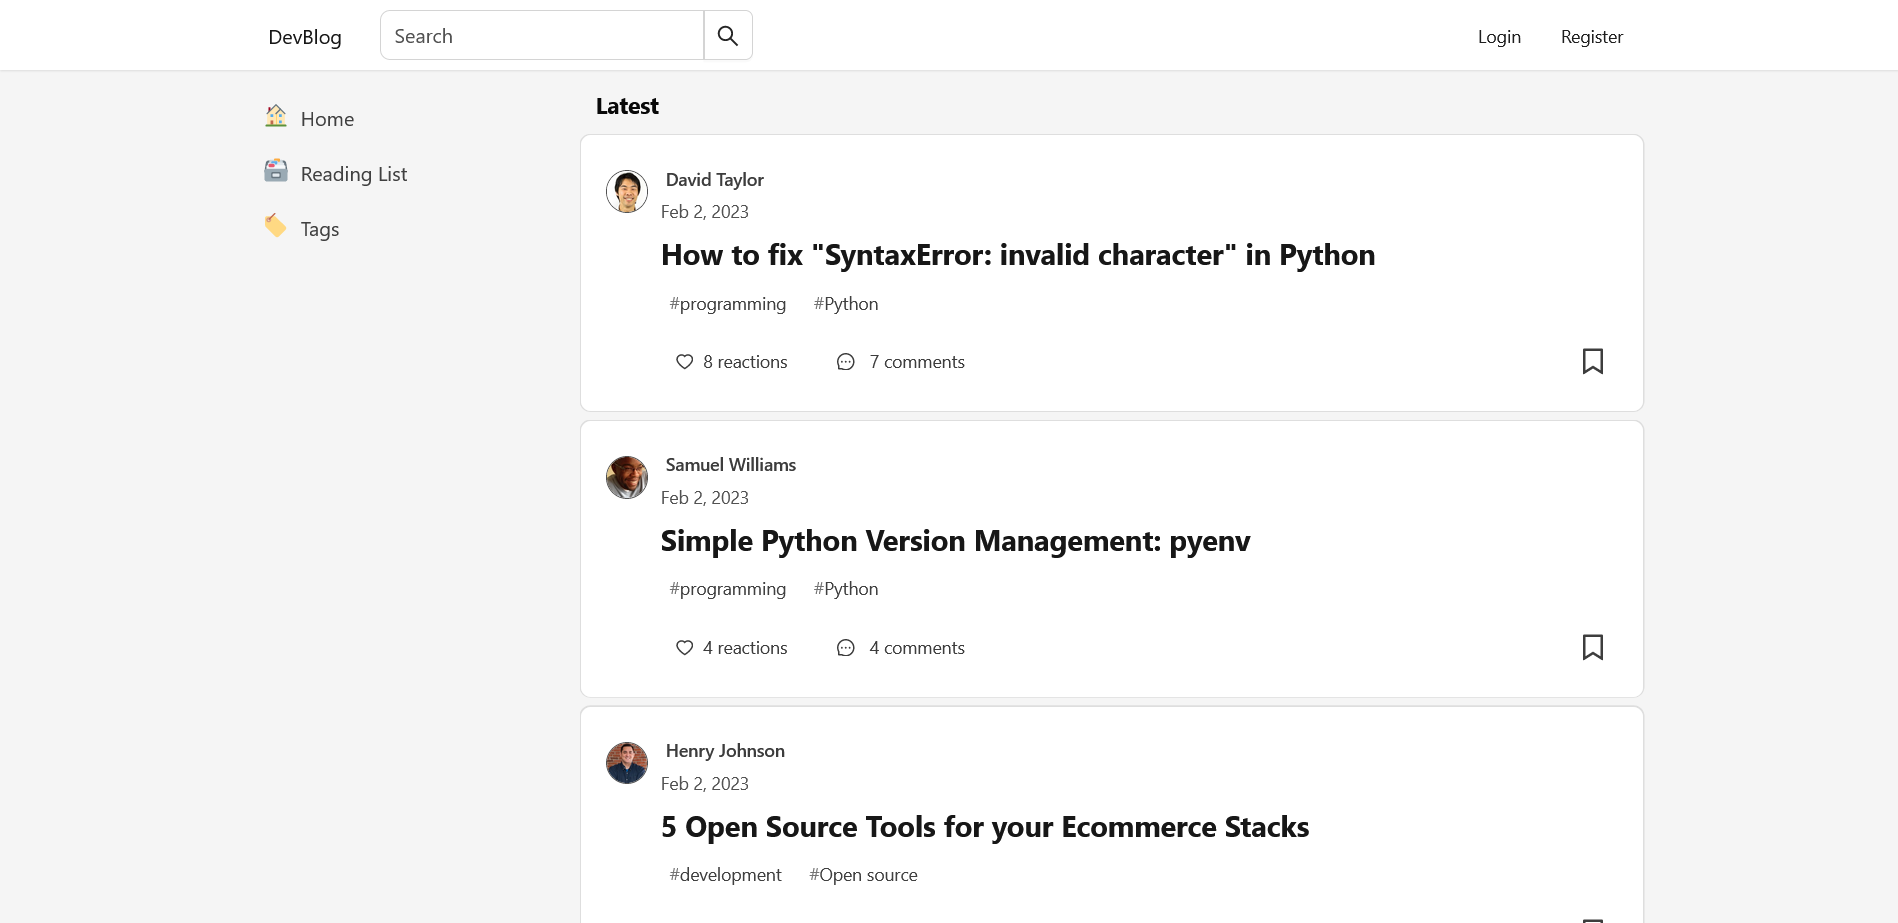 DevBlog
Search
Login
Register
Home
Reading List
Tags
Latest
David Taylor
Feb 2, 2023
How to fix "SyntaxError: invalid character" in Python
#programming #Python
8 reactions 7 comments
Samuel Williams
Feb 2, 2023
Simple Python Version Management: pyenv
#programming #Python
4 reactions 4 comments
Henry Johnson
Feb 2, 2023
5 Open Source Tools for your Ecommerce Stacks
#development #Open source